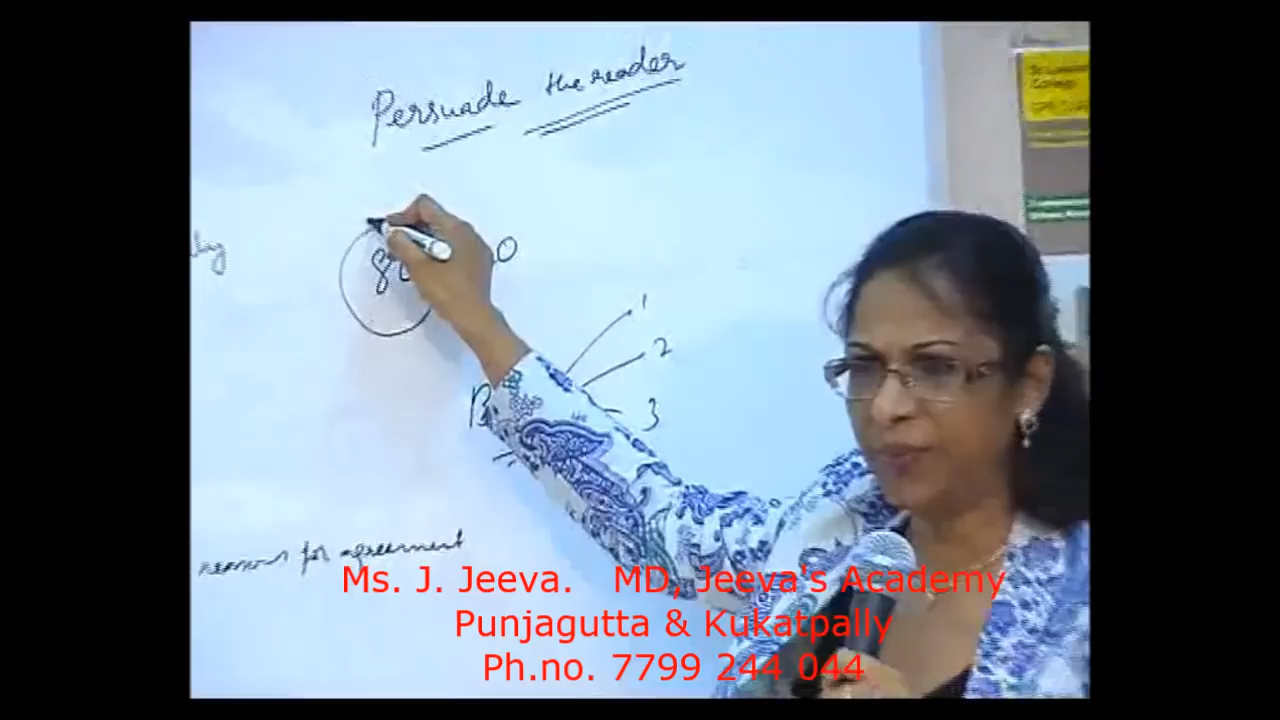 Persuade the reader
1
2
3
reasons for agreement
Ms. J. Jeeva. MD, Jeeva's Academy
Punjagutta & Kukatpally
Ph.no. 7799 244 044